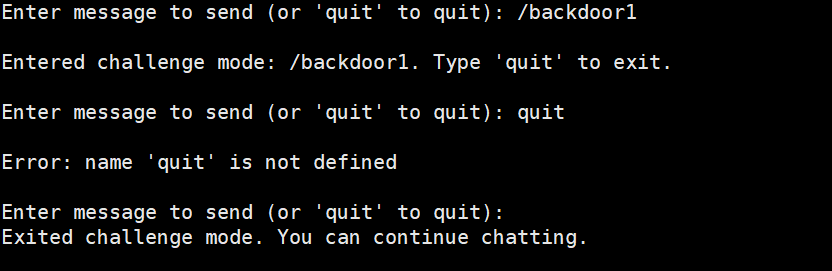 Enter message to send (or 'quit' to quit): /backdoor1
Entered challenge mode: /backdoor1. Type 'quit' to exit.
Enter message to send (or 'quit' to quit): quit
Error: name 'quit' is not defined
Enter message to send (or 'quit' to quit):
Exited challenge mode. You can continue chatting.